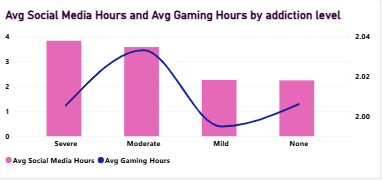 Avg Social Media Hours and Avg Gaming Hours by addiction level
4 2.04
3
2 2.02
1 2.00
0
Severe Moderate Mild None
Avg Social Media Hours Avg Gaming Hours